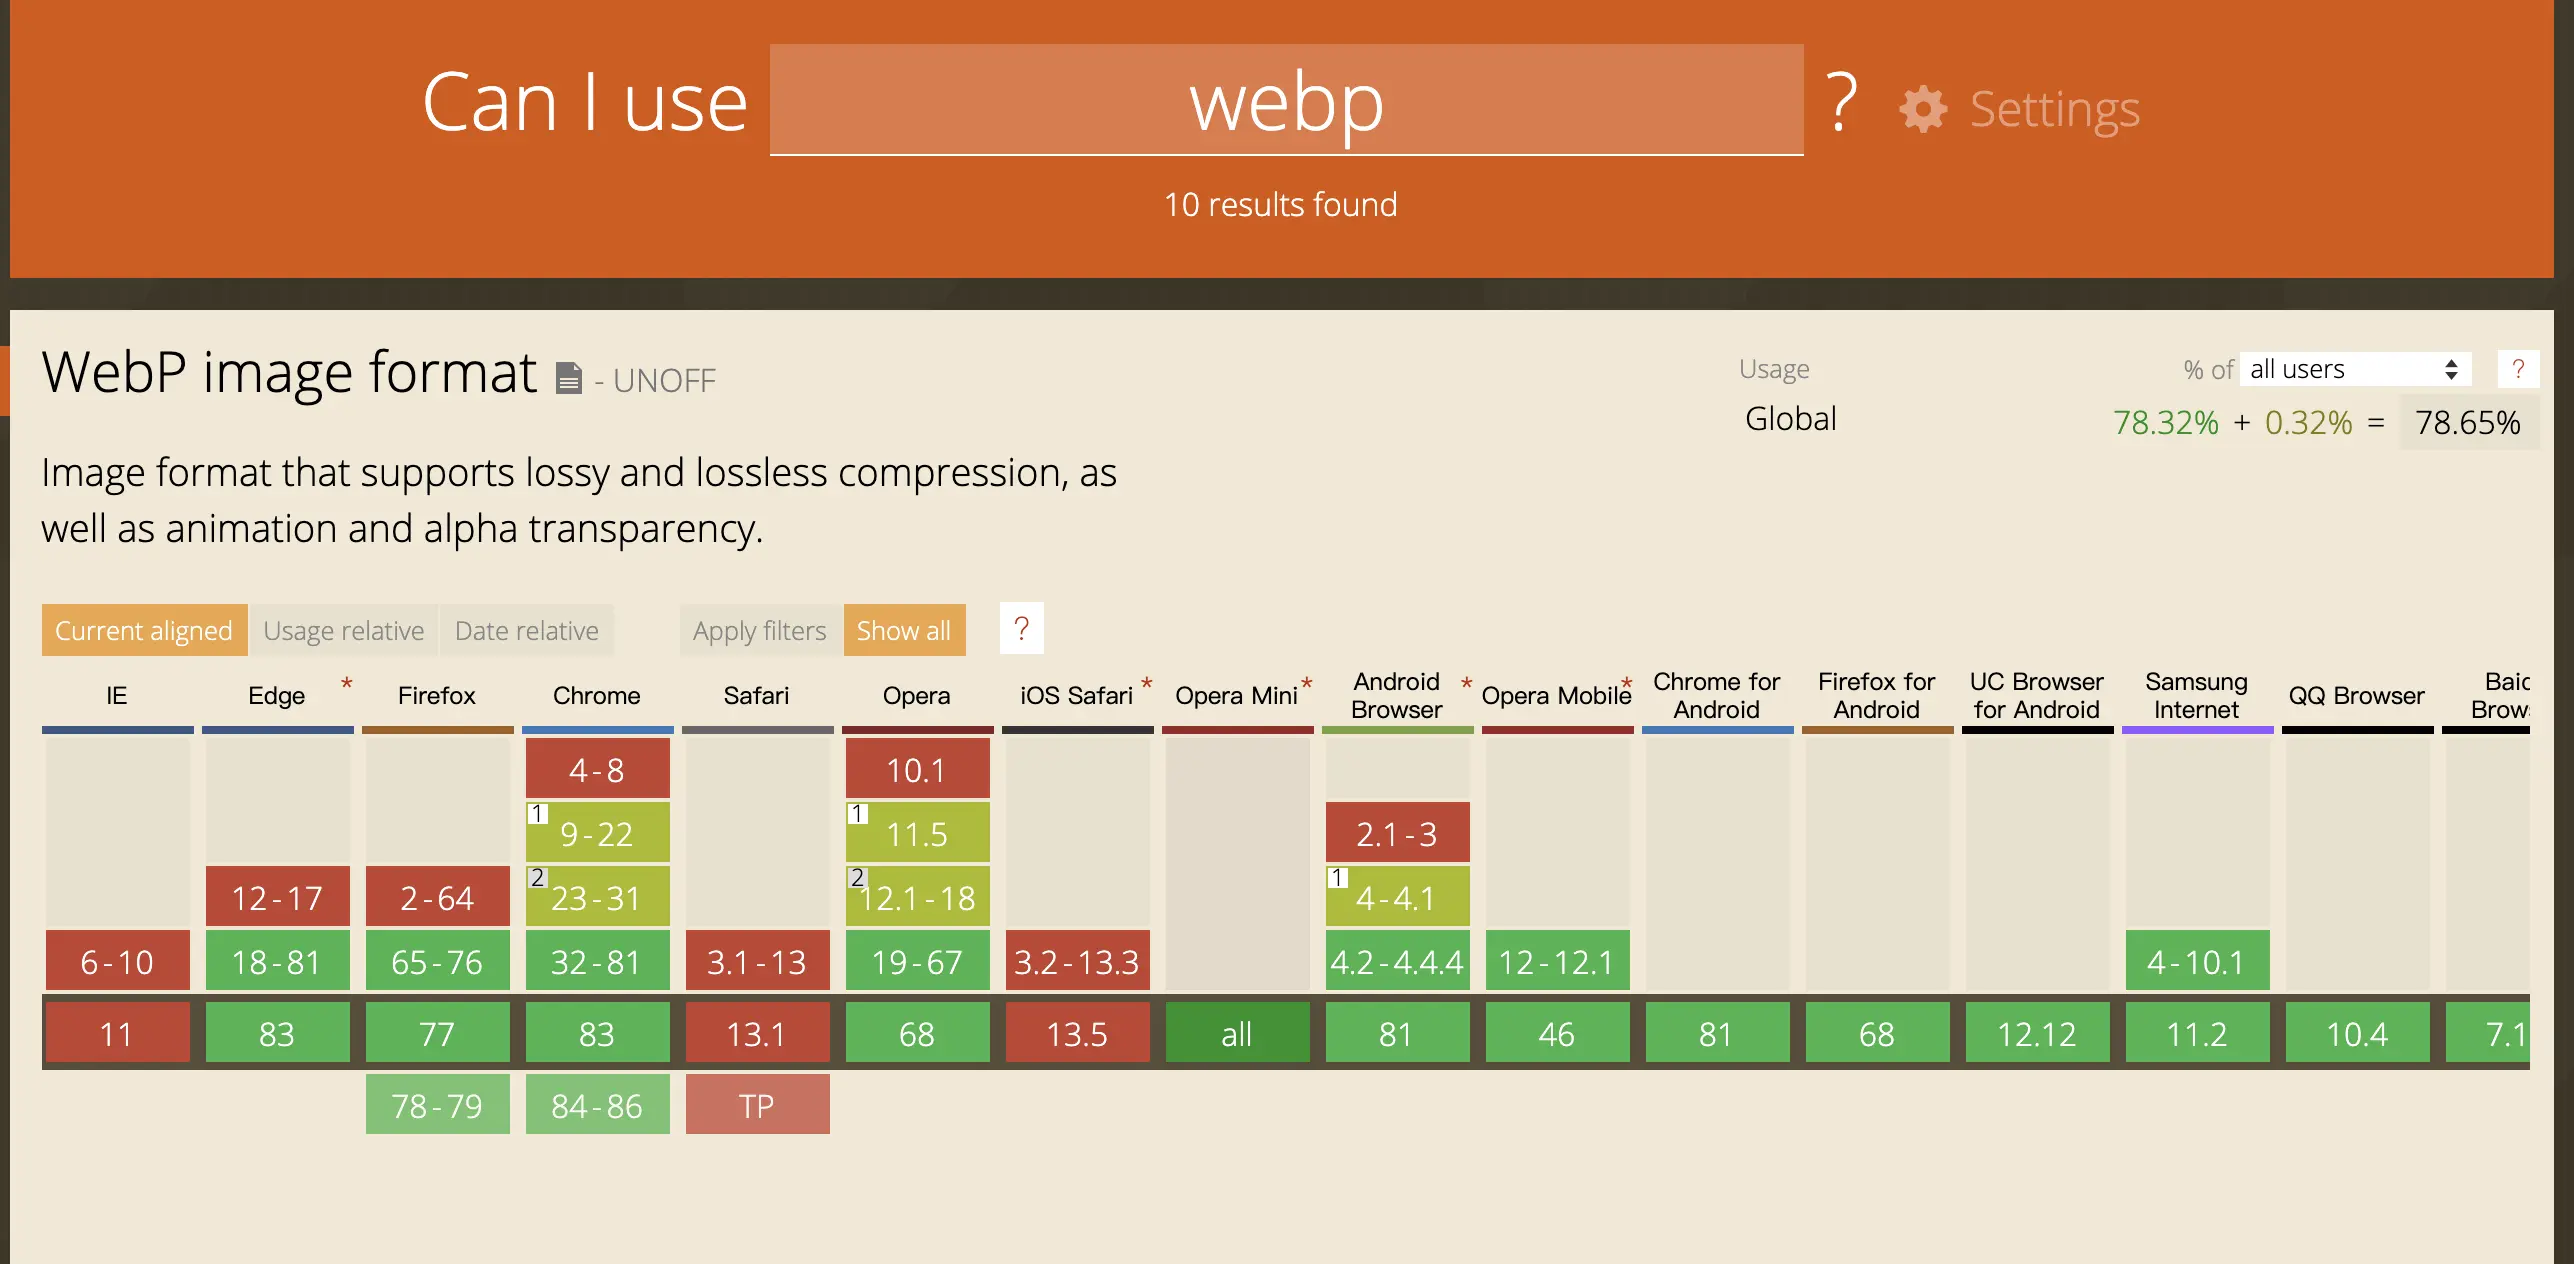 Can I use webp ? Settings
10 results found
WebP image format - UNOFF
Usage % of all users ?
Global 78.32% + 0.32% = 78.65%
Image format that supports lossy and lossless compression, as
well as animation and alpha transparency.
Current aligned Usage relative Date relative Apply filters Show all ?
IE Edge * Firefox Chrome Safari Opera iOS Safari * Opera Mini * Android Browser * Opera Mobile * Chrome for Android Firefox for Android UC Browser for Android Samsung Internet QQ Browser
4-8 10.1
1 9-22 1 11.5 2.1-3
12-17 2-64 2 23-31 2 12.1-18 1 4-4.1
6-10 18-81 65-76 32-81 3.1-13 19-67 3.2-13.3 4.2-4.4.4 12-12.1 4-10.1
11 83 77 83 13.1 68 13.5 all 81 46 81 68 12.12 11.2 10.4 7.1
78-79 84-86 TP